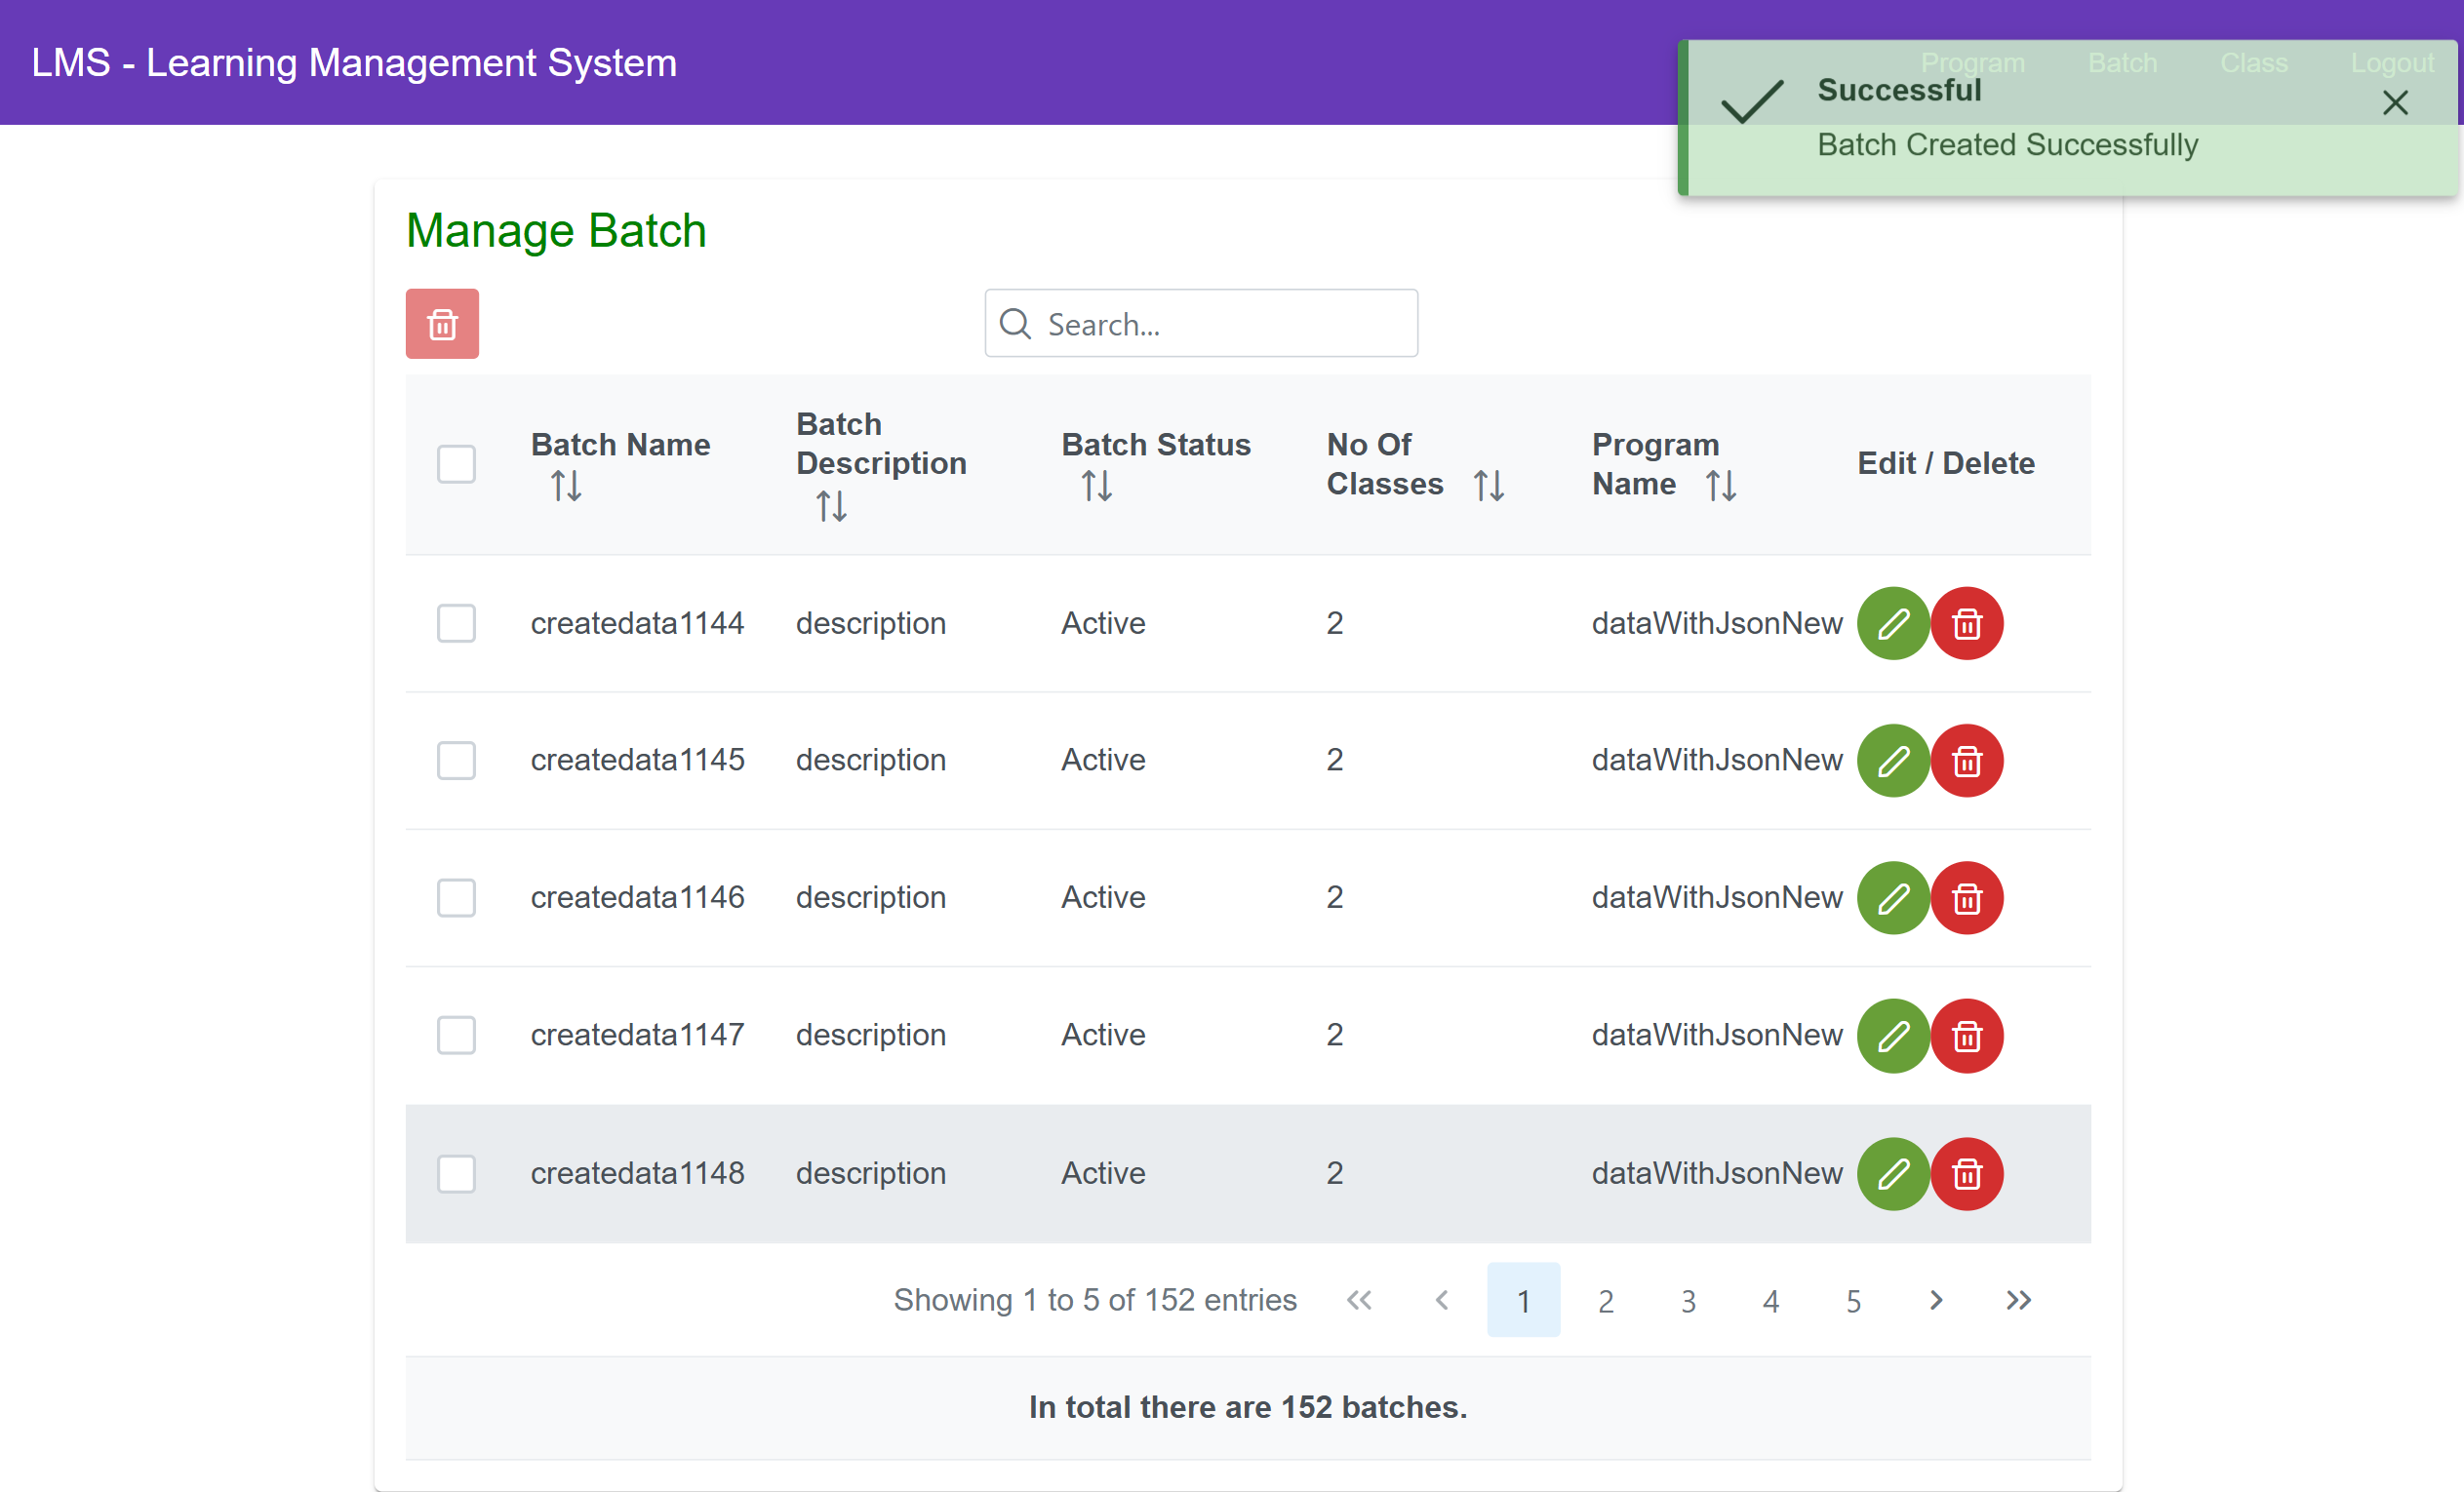 LMS - Learning Management System
Program Batch Class Logout
Successful
Batch Created Successfully
Manage Batch
Search...
Batch Name Batch Description Batch Status No Of Classes Program Name Edit / Delete
createdata1144 description Active 2 dataWithJsonNew
createdata1145 description Active 2 dataWithJsonNew
createdata1146 description Active 2 dataWithJsonNew
createdata1147 description Active 2 dataWithJsonNew
createdata1148 description Active 2 dataWithJsonNew
Showing 1 to 5 of 152 entries 1 2 3 4 5
In total there are 152 batches.